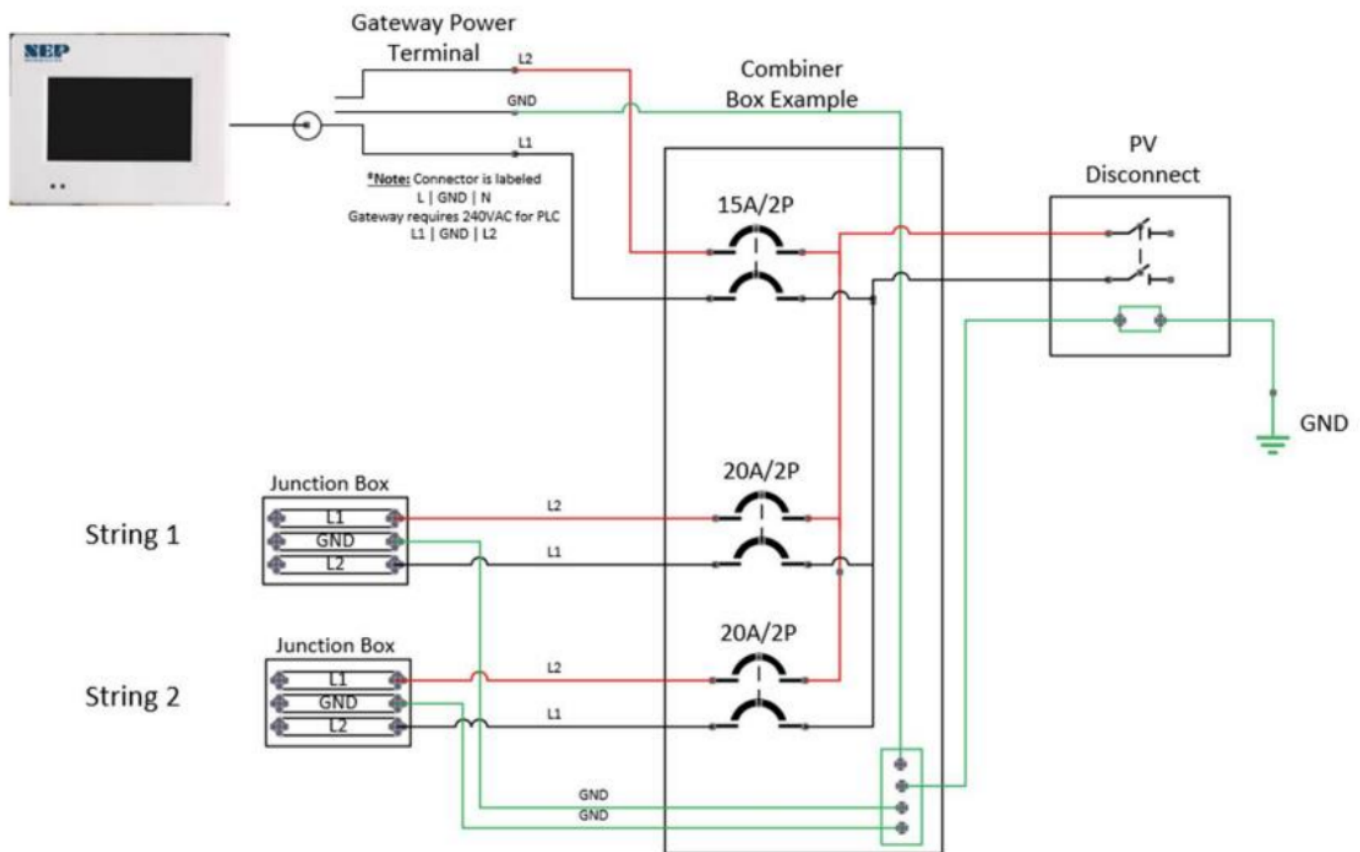 NEP
Gateway Power
Terminal
L2
GND
L1
*Note: Connector is labeled
L | GND | N
Gateway requires 240VAC for PLC
L1 | GND | L2
Combiner
Box Example
15A/2P
PV
Disconnect
GND
20A/2P
Junction Box
String 1
L1
GND
L2
L2
L1
20A/2P
Junction Box
String 2
L1
GND
L2
L2
L1
GND
GND